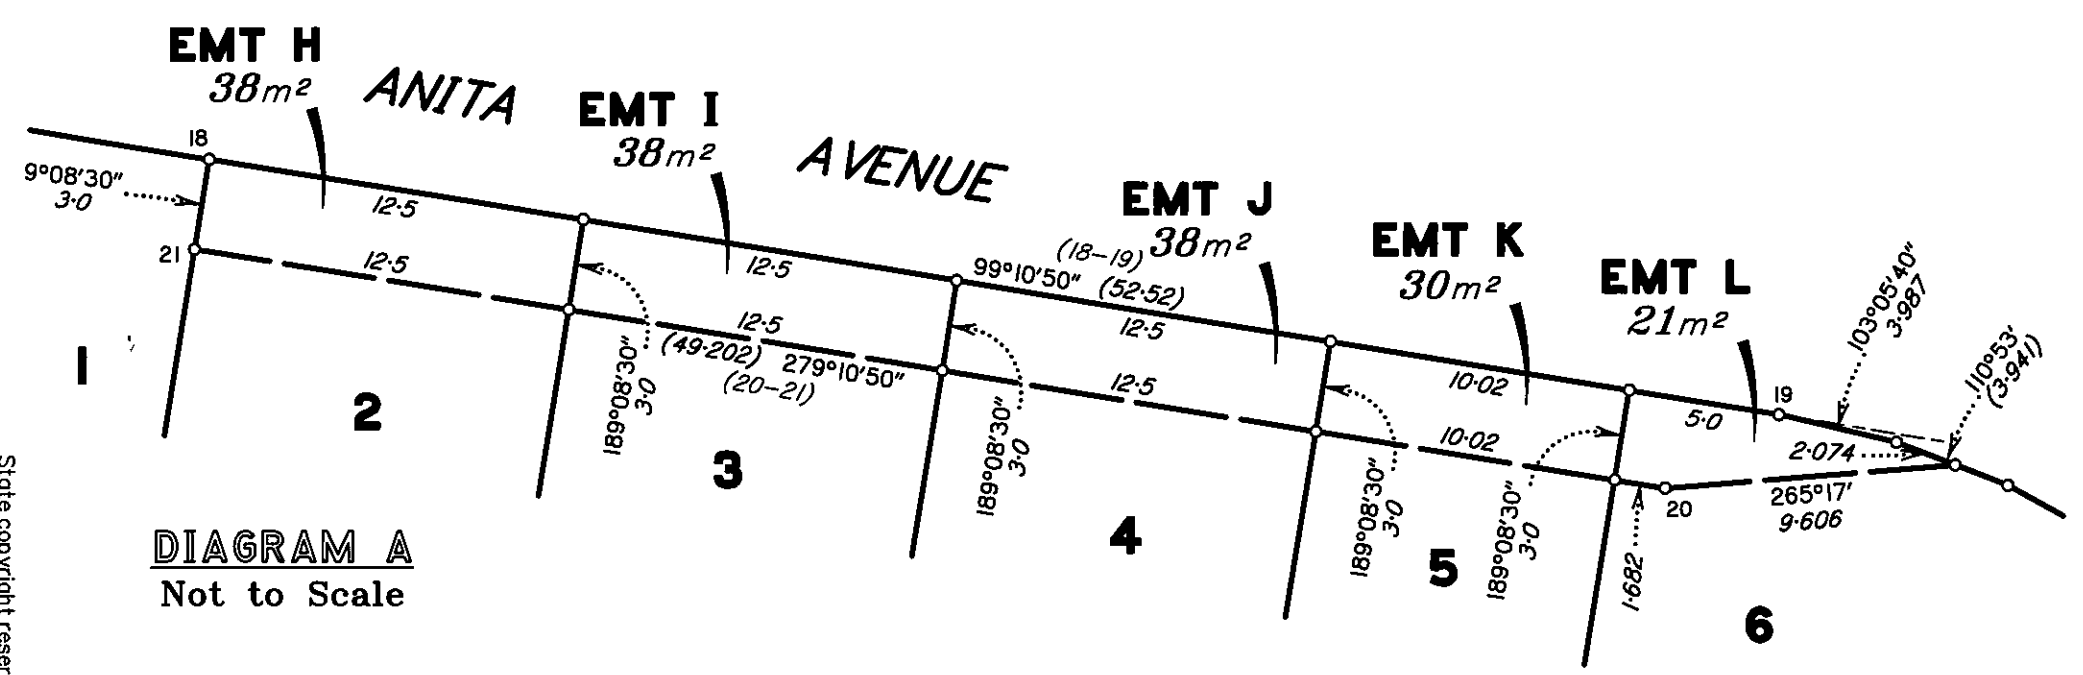 EMT H
38m²
ANITA
EMT I
38m²
AVENUE
EMT J
38m²
EMT K
30m²
EMT L
21m²
18
9°08'30"
3·0
21
12·5
12·5
12·5
12·5
99°10'50"
(18-19)
(52·52)
12·5
12·5
10·02
10·02
5·0
19
103°05'40"
3·987
110°53'
(3·941)
2·074
189°08'30"
3·0
(49·202)
279°10'50"
(20-21)
189°08'30"
3·0
189°08'30"
3·0
189°08'30"
3·0
1·682
20
265°17'
9·606
1
2
3
4
5
6
DIAGRAM A
Not to Scale
State copyright reser